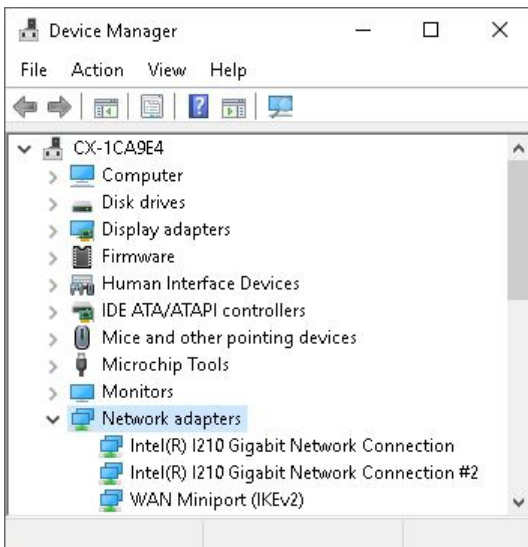 Device Manager
File Action View Help
CX-1CA9E4
Computer
Disk drives
Display adapters
Firmware
Human Interface Devices
IDE ATA/ATAPI controllers
Mice and other pointing devices
Microchip Tools
Monitors
Network adapters
Intel(R) I210 Gigabit Network Connection
Intel(R) I210 Gigabit Network Connection #2
WAN Miniport (IKEv2)